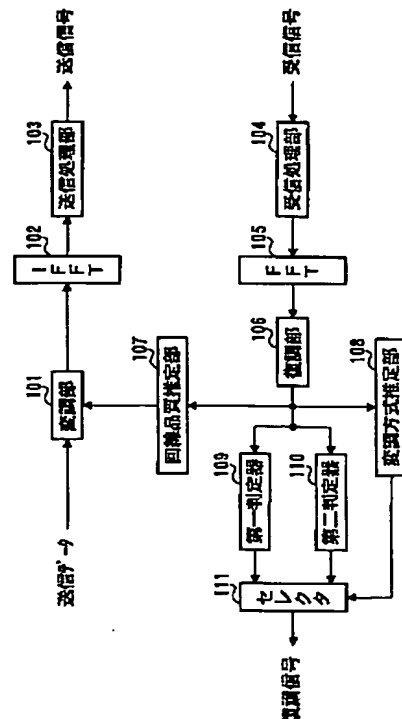 送信データ
101
変調部
102
IFFT
103
送信処理部
送信信号
107
回線品質推定部
受信信号
104
受信処理部
105
FFT
106
復調部
108
変調方式推定部
109
第一判定器
110
第二判定器
111
セレクタ
復調信号